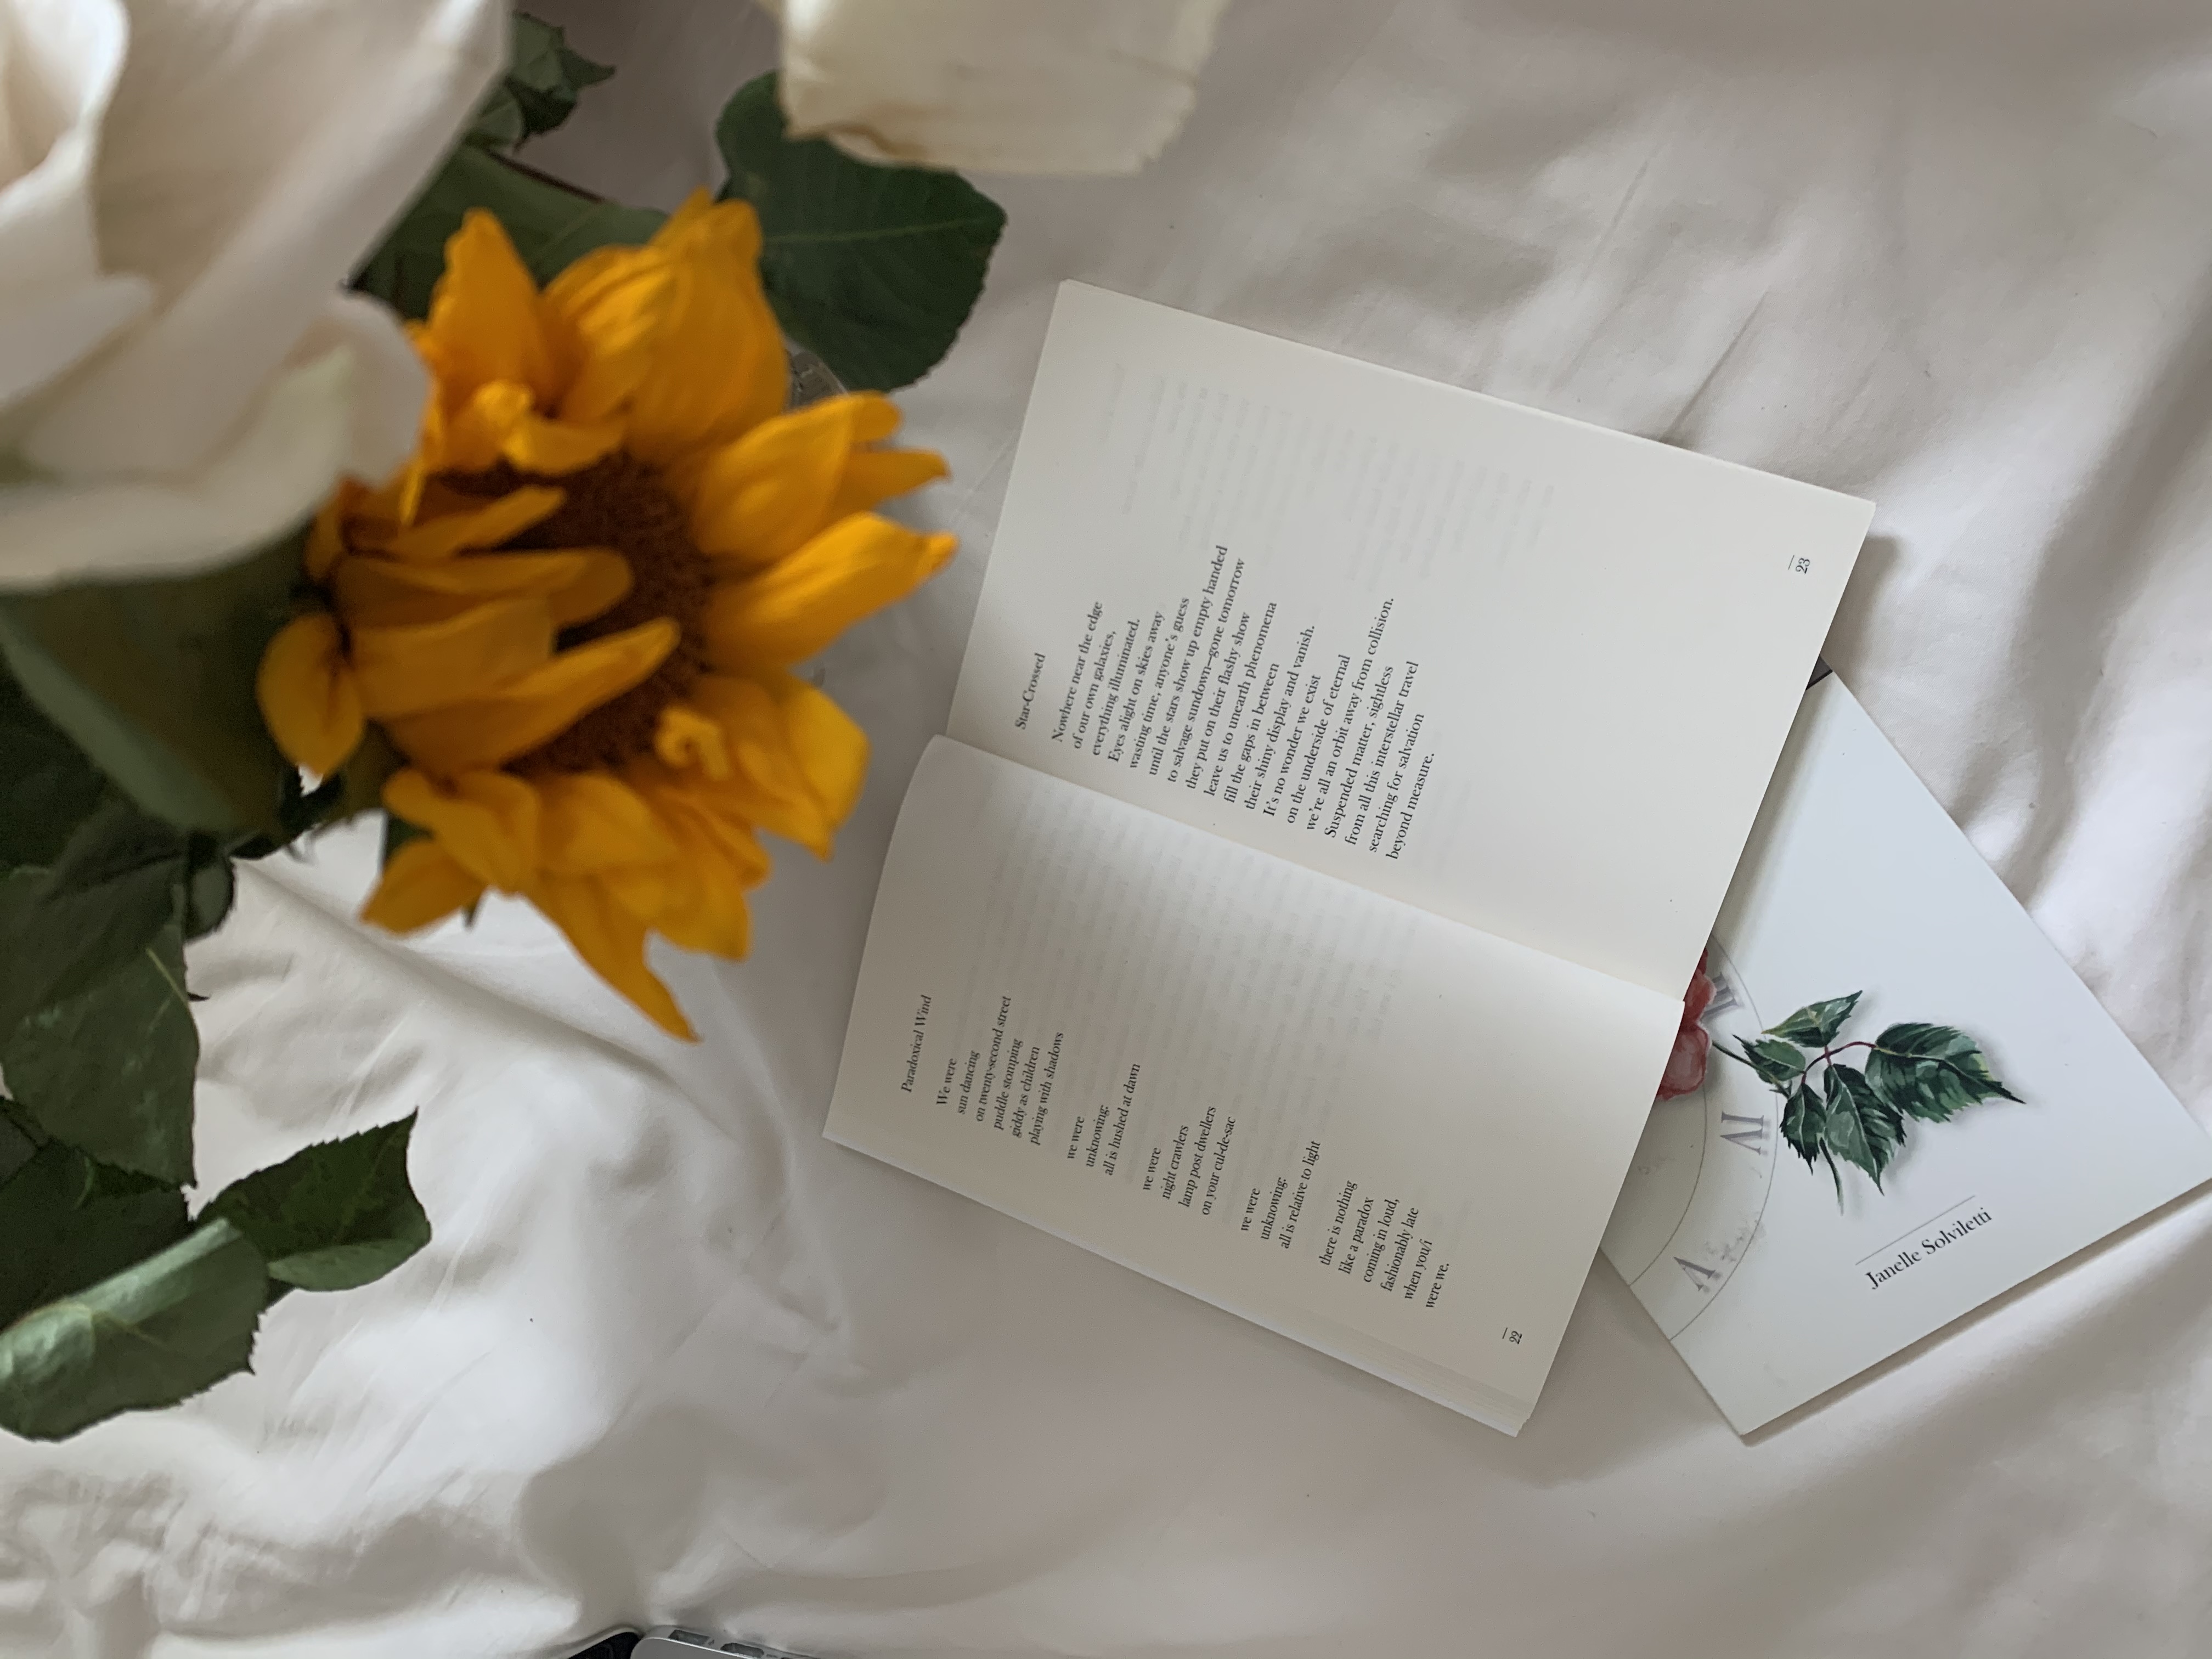 Paradoxical Wind
We were
sun dancing
on twenty-second street
puddle stomping
giddy as children
playing with shadows
we were
unknowing:
all is hushed at dawn
we were
night crawlers
lamp post dwellers
on your cul-de-sac
we were
unknowing:
all is relative to light
there is nothing
like a paradox
coming in loud,
fashionably late
when you/i
were we.
22
Star-Crossed
Nowhere near the edge
of our own galaxies,
everything illuminated.
Eyes alight on skies away
wasting time, anyone's guess
until the stars show up empty handed
to salvage sundown—gone tomorrow
they put on their flashy show
leave us to unearth phenomena
fill the gaps in between
their shiny display and vanish.
It's no wonder we exist
on the underside of eternal
we're all an orbit away from collision.
Suspended matter, sightless
from all this interstellar travel
searching for salvation
beyond measure.
23
V
IV
III
Janelle Solviletti